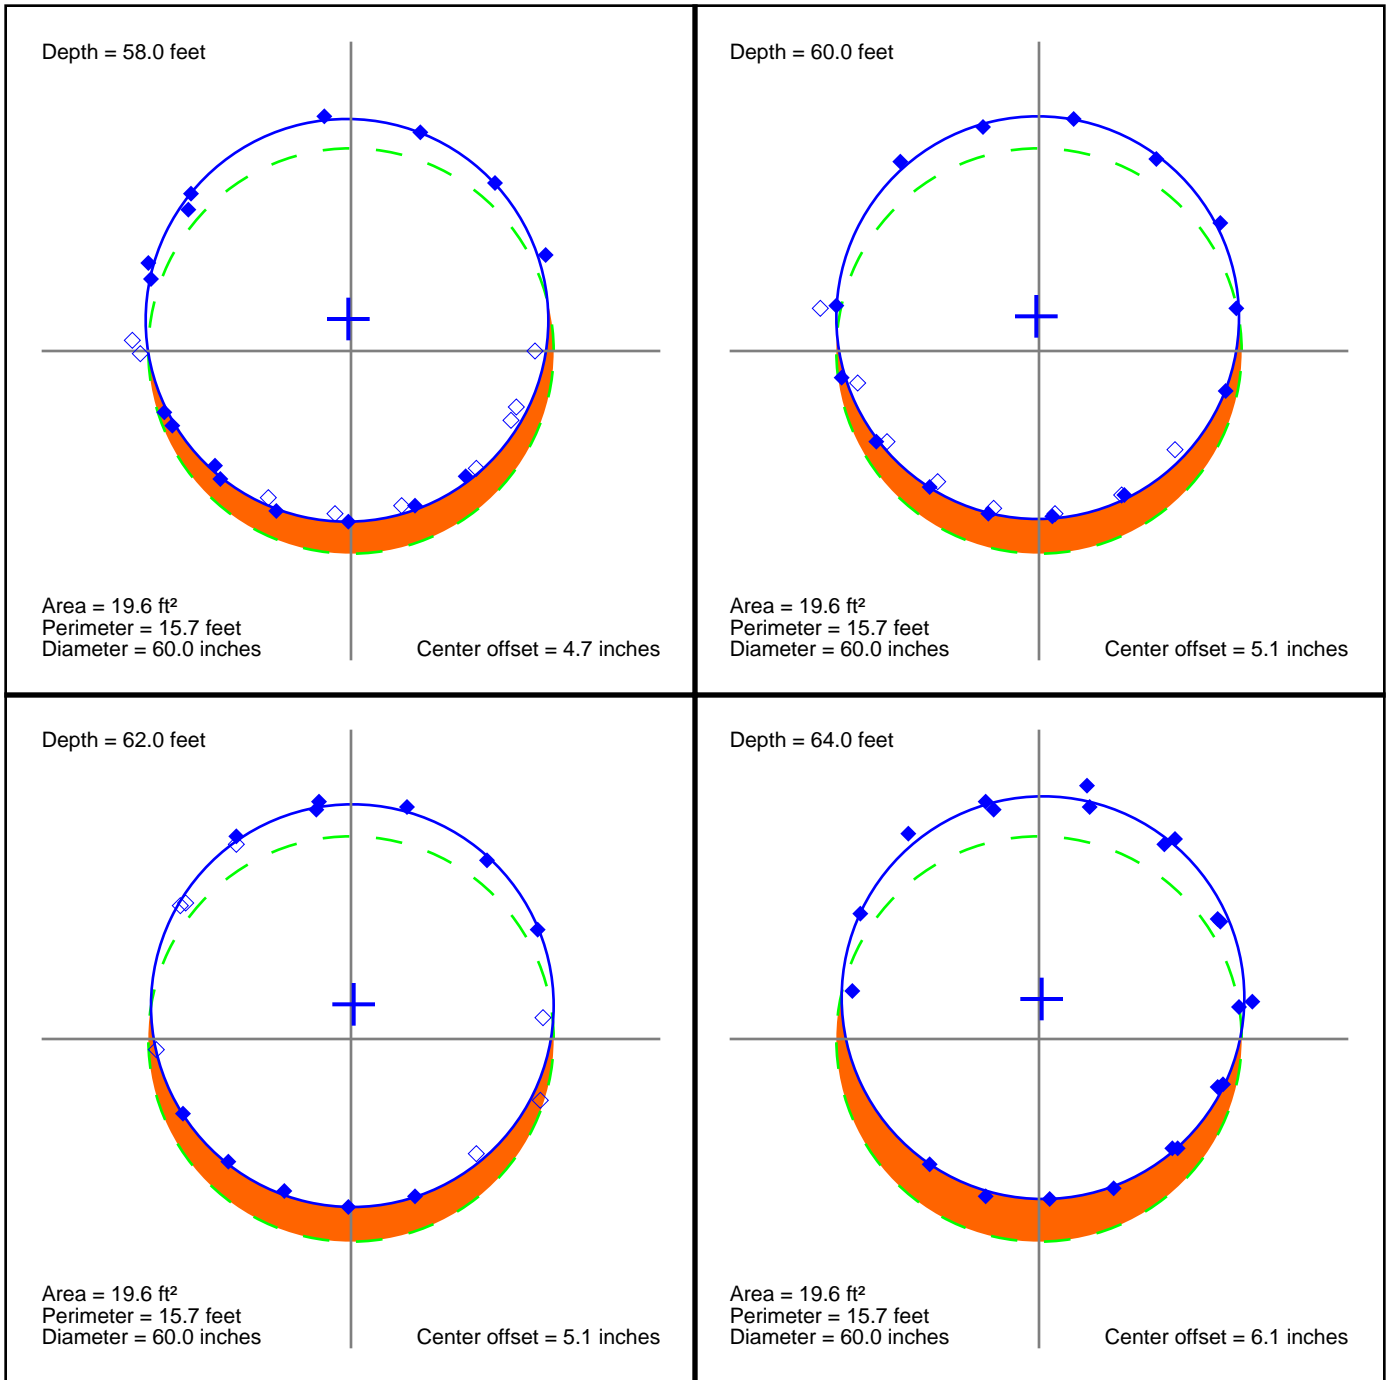 Depth = 58.0 feet
Area = 19.6 ft²
Perimeter = 15.7 feet
Diameter = 60.0 inches
Center offset = 4.7 inches
Depth = 60.0 feet
Area = 19.6 ft²
Perimeter = 15.7 feet
Diameter = 60.0 inches
Center offset = 5.1 inches
Depth = 62.0 feet
Area = 19.6 ft²
Perimeter = 15.7 feet
Diameter = 60.0 inches
Center offset = 5.1 inches
Depth = 64.0 feet
Area = 19.6 ft²
Perimeter = 15.7 feet
Diameter = 60.0 inches
Center offset = 6.1 inches